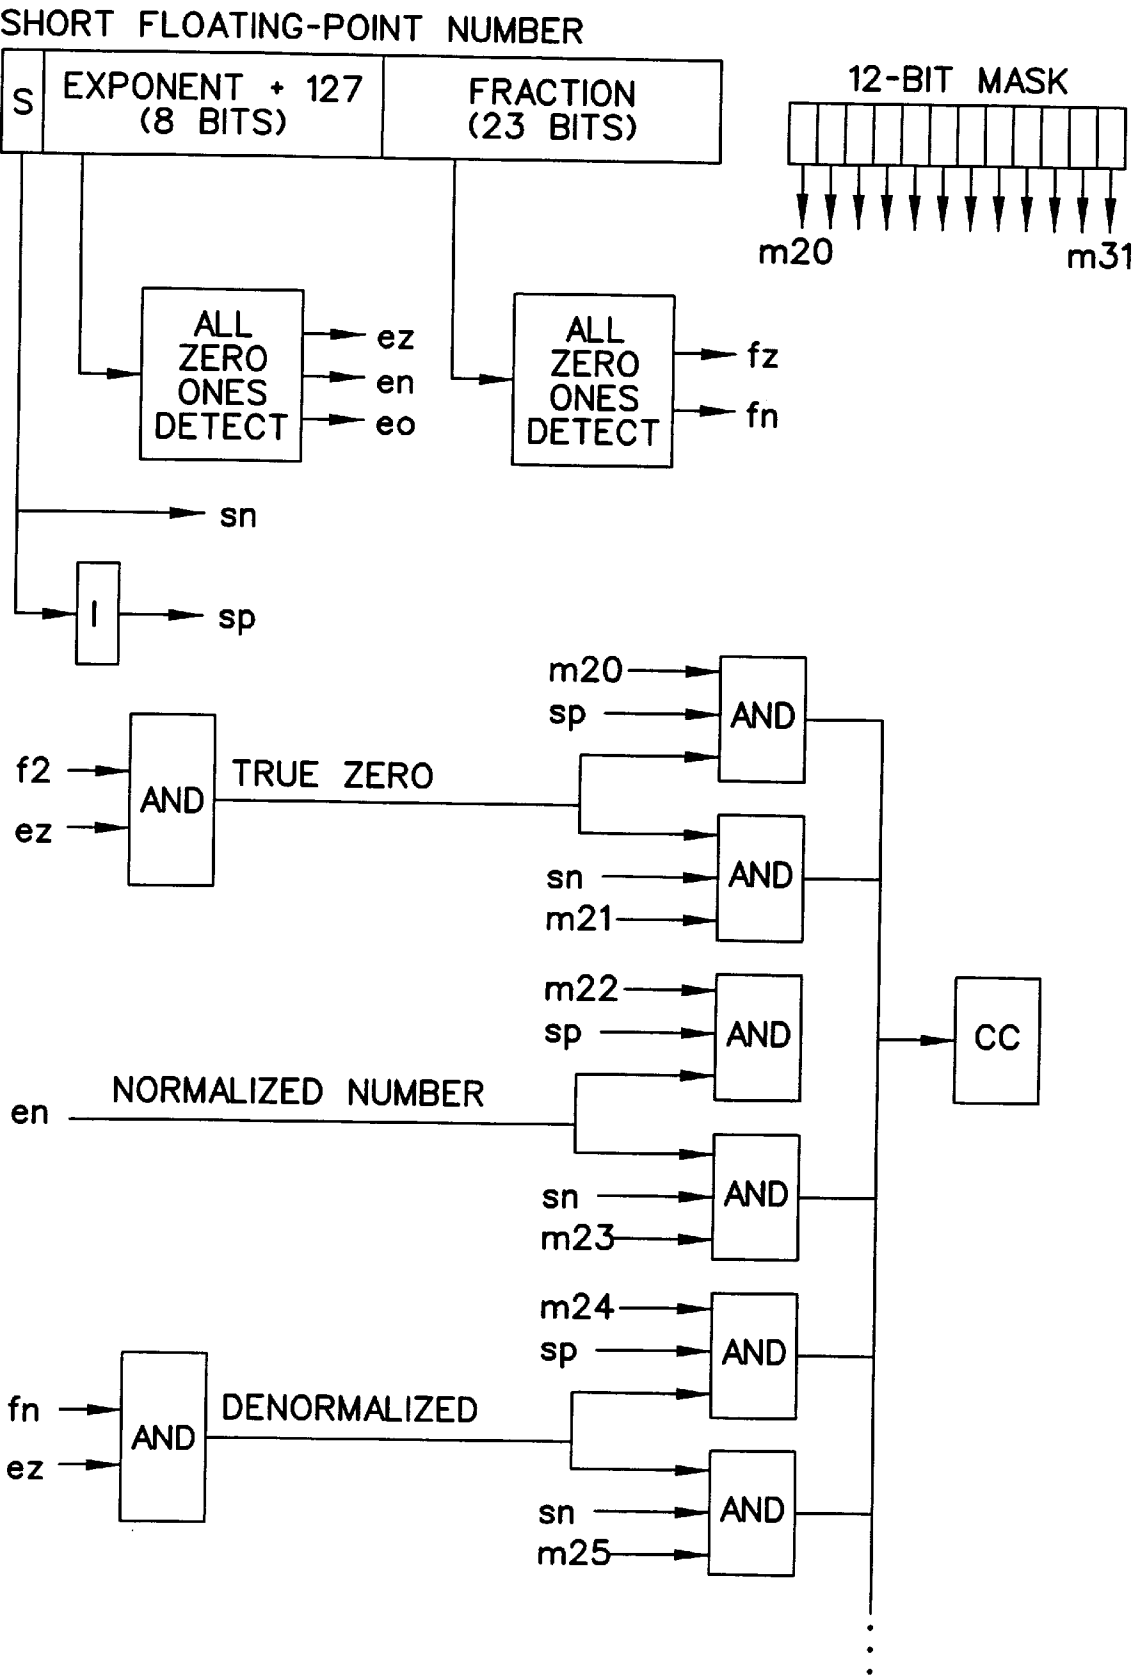 SHORT FLOATING-POINT NUMBER
S
EXPONENT + 127
(8 BITS)
FRACTION
(23 BITS)
12-BIT MASK
m20
m31
ALL
ZERO
ONES
DETECT
ez
en
eo
ALL
ZERO
ONES
DETECT
fz
fn
sn
I
sp
f2
ez
AND
TRUE ZERO
m20
sp
AND
sn
m21
AND
en
NORMALIZED NUMBER
m22
sp
AND
sn
m23
AND
CC
fn
ez
AND
DENORMALIZED
m24
sp
AND
sn
m25
AND